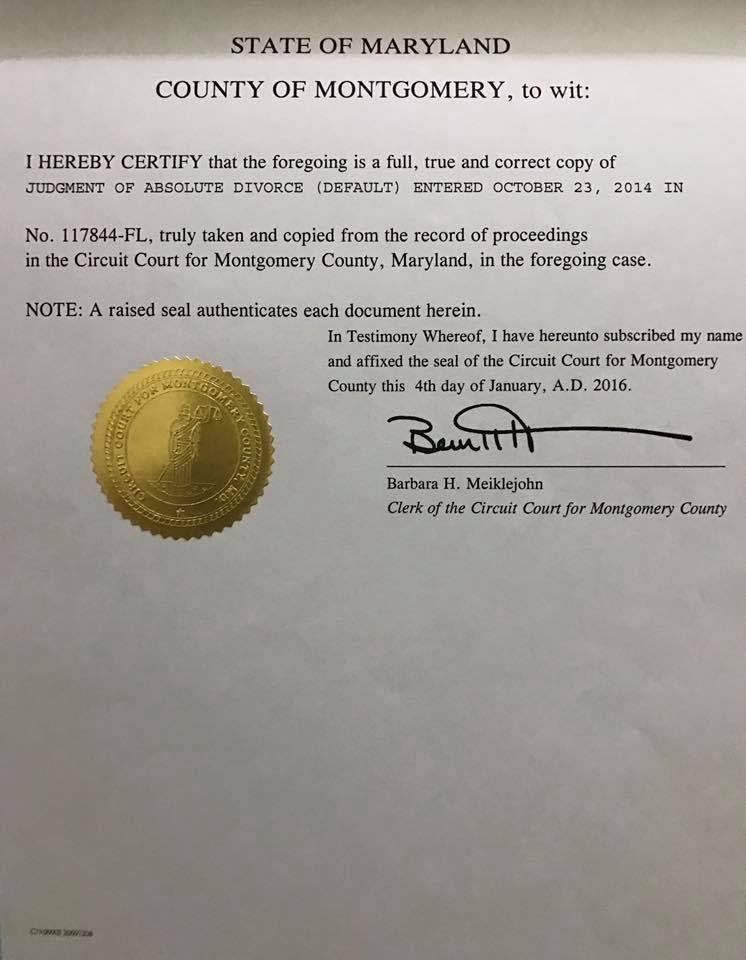 STATE OF MARYLAND
COUNTY OF MONTGOMERY, to wit:
I HEREBY CERTIFY that the foregoing is a full, true and correct copy of
JUDGMENT OF ABSOLUTE DIVORCE (DEFAULT) ENTERED OCTOBER 23, 2014 IN
No. 117844-FL, truly taken and copied from the record of proceedings
in the Circuit Court for Montgomery County, Maryland, in the foregoing case.
NOTE: A raised seal authenticates each document herein.
In Testimony Whereof, I have hereunto subscribed my name
and affixed the seal of the Circuit Court for Montgomery
County this 4th day of January, A.D. 2016.
CIRCUIT COURT FOR MONTGOMERY COUNTY, MD.
Barbara H. Meiklejohn
Clerk of the Circuit Court for Montgomery County